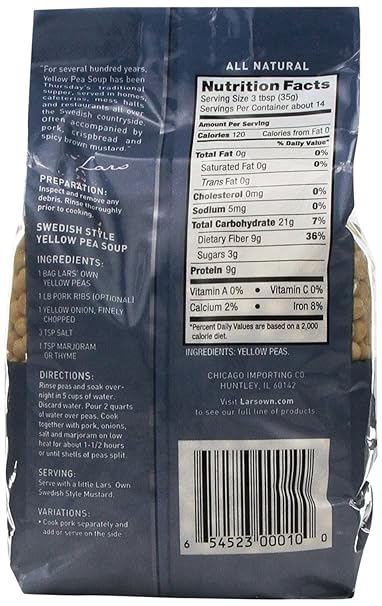 "For several hundred years,
Yellow Pea Soup has been
Thursday's traditional
supper, served in homes,
cafeterias, mess halls
and restaurants all over
the Swedish countryside.
Often accompanied by
pork, crispbread and
spicy brown mustard."
Lars
PREPARATION:
Inspect and remove any
debris. Rinse thoroughly
prior to cooking.
SWEDISH STYLE
YELLOW PEA SOUP
INGREDIENTS:
1 BAG LARS' OWN
YELLOW PEAS
1 LB PORK RIBS (OPTIONAL)
1 YELLOW ONION, FINELY
CHOPPED
3 TSP SALT
1 TSP MARJORAM
OR THYME
DIRECTIONS:
Rinse peas and soak over-
night in 5 cups of water.
Discard water. Pour 2 quarts
of water over peas. Cook
together with pork, onions,
salt and marjoram on low
heat for about 1-1/2 hours
or until shells of peas split.
SERVING:
Serve with a little Lars' Own
Swedish Style Mustard.
VARIATIONS:
• Cook pork separately and
add or serve on the side
ALL NATURAL
Nutrition Facts
Serving Size 3 tbsp (35g)
Servings Per Container about 14
Amount Per Serving
Calories 120 Calories from Fat 0
% Daily Value*
Total Fat 0g 0%
Saturated Fat 0g 0%
Trans Fat 0g
Cholesterol 0mg 0%
Sodium 5mg 0%
Total Carbohydrate 21g 7%
Dietary Fiber 9g 36%
Sugars 3g
Protein 9g
Vitamin A 0% • Vitamin C 0%
Calcium 2% • Iron 8%
*Percent Daily Values are based on a 2,000
calorie diet.
INGREDIENTS: YELLOW PEAS.
CHICAGO IMPORTING CO
HUNTLEY, IL 60142
Visit Larsown.com
to see our full line of products
6 54523 00010 0